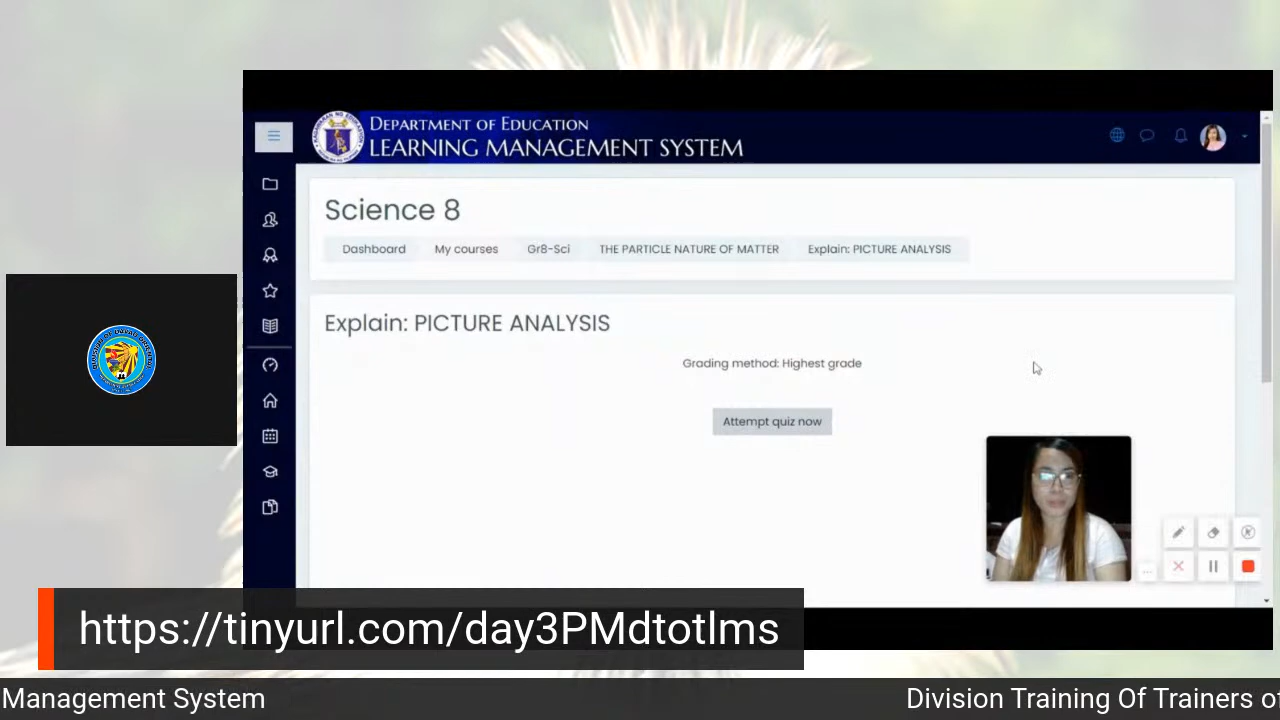 DEPARTMENT OF EDUCATION
LEARNING MANAGEMENT SYSTEM
Science 8
Dashboard My courses Gr8-Sci THE PARTICLE NATURE OF MATTER Explain: PICTURE ANALYSIS
Explain: PICTURE ANALYSIS
Grading method: Highest grade
Attempt quiz now
https://tinyurl.com/day3PMdtotlms
Management System
Division Training Of Trainers of